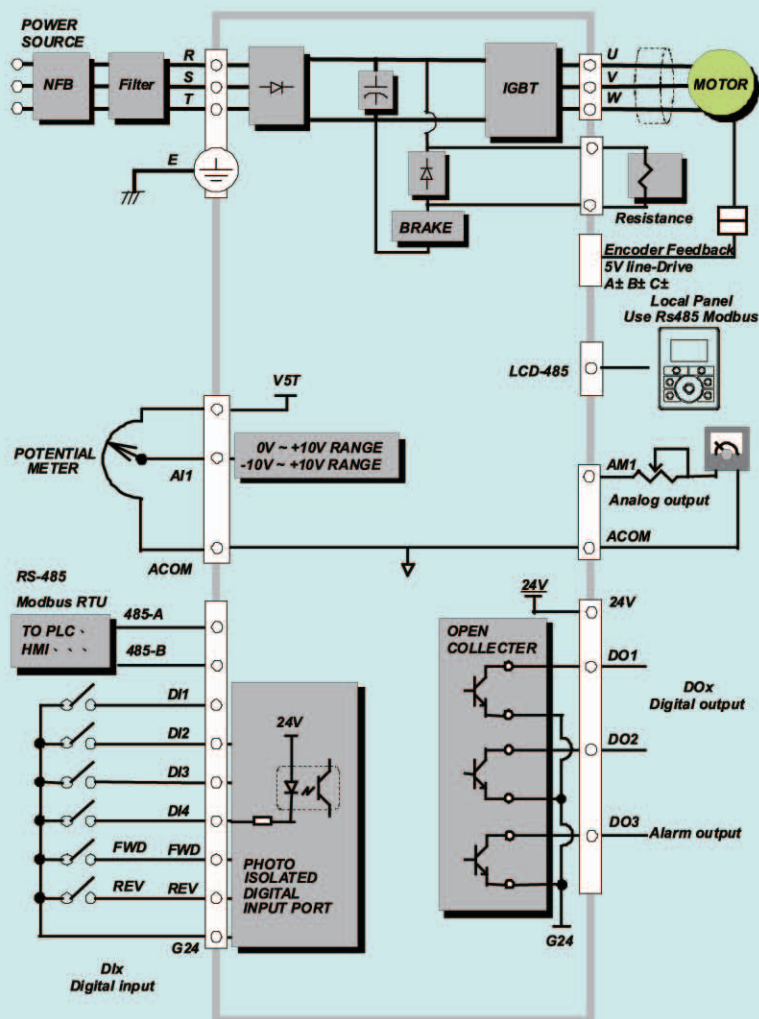 POWER
SOURCE
NFB
Filter
R
S
T
E
IGBT
U
V
W
MOTOR
BRAKE
Resistance
Encoder Feedback
5V line-Drive
A± B± C±
Local Panel
Use Rs485 Modbus
LCD-485
V5T
POTENTIAL
METER
AI1
0V ~ +10V RANGE
-10V ~ +10V RANGE
AM1
Analog output
ACOM
ACOM
RS-485
Modbus RTU
TO PLC、
HMI、、、
485-A
485-B
DI1
DI2
DI3
DI4
FWD FWD
REV REV
G24
DIx
Digital input
24V
PHOTO
ISOLATED
DIGITAL
INPUT PORT
24V
24V
OPEN
COLLECTER
DO1
DOx
Digital output
DO2
DO3
Alarm output
G24